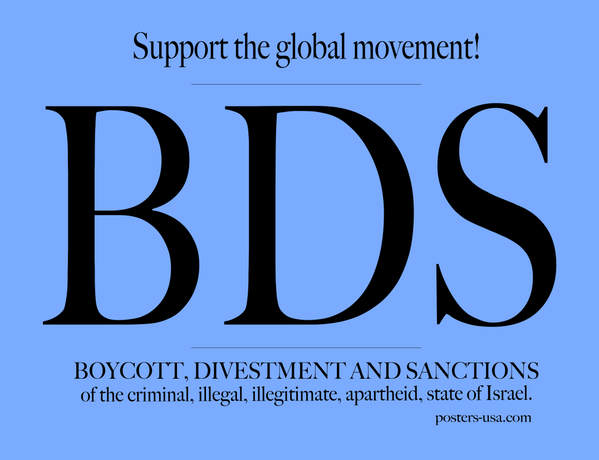 Support the global movement!
BDS
BOYCOTT, DIVESTMENT AND SANCTIONS
of the criminal, illegal, illegitimate, apartheid, state of Israel.
posters-usa.com